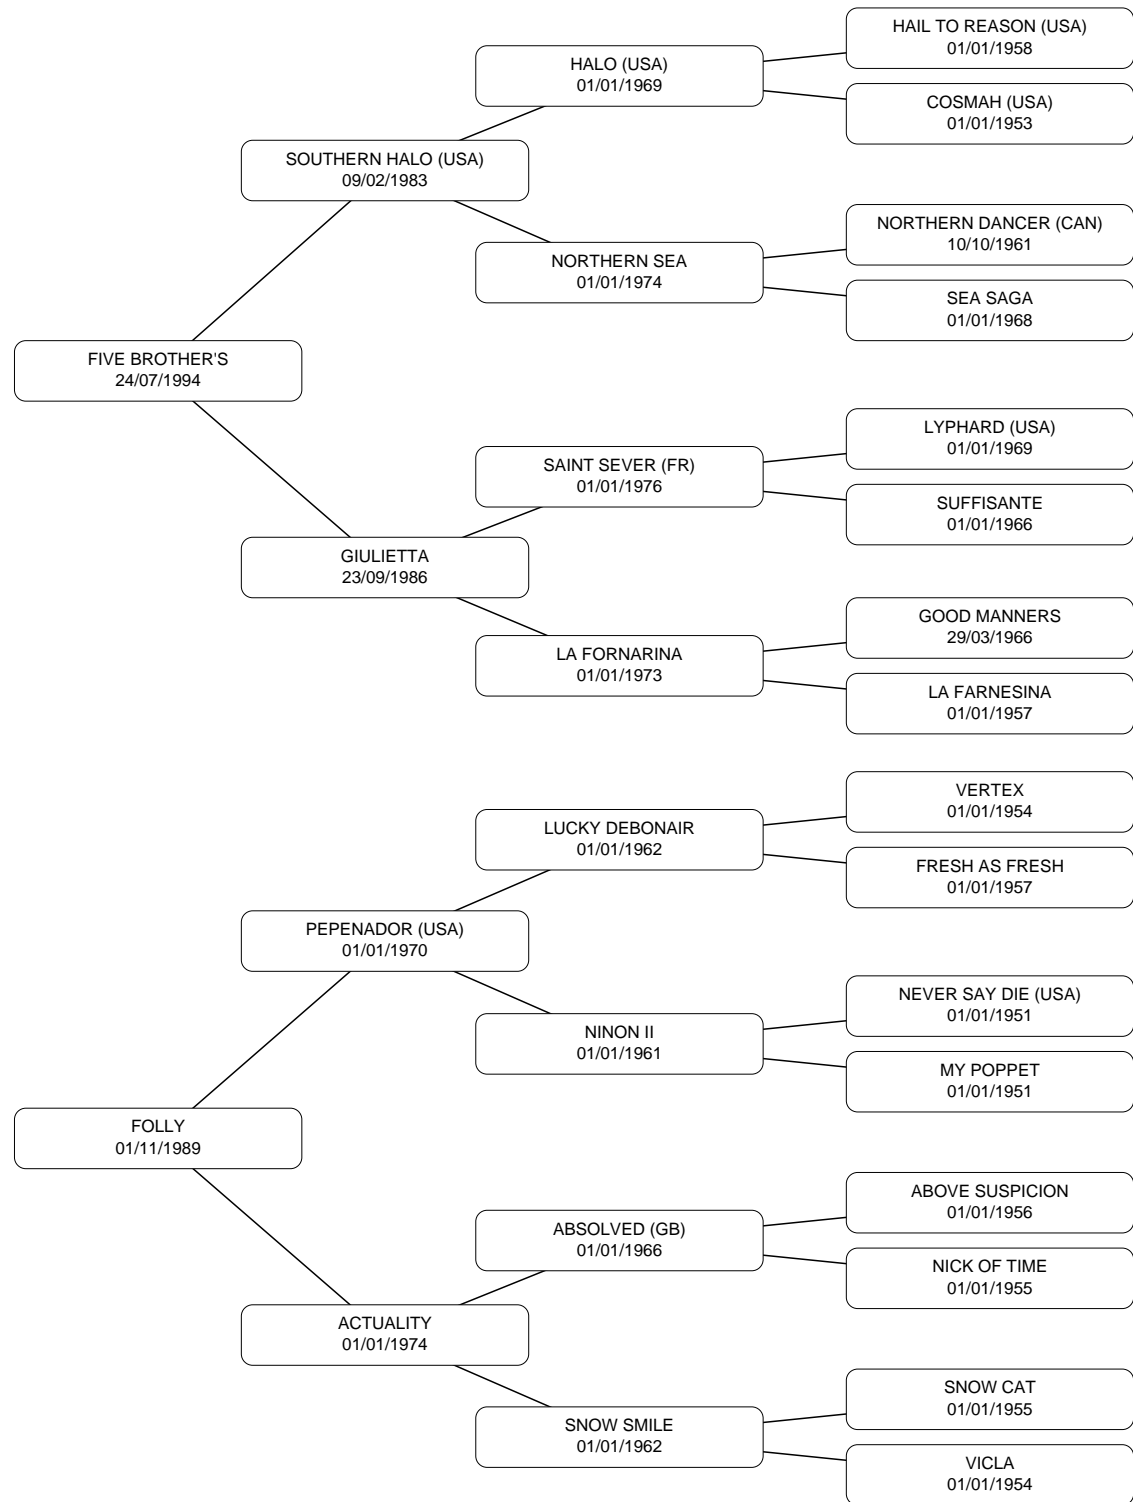 HAIL TO REASON (USA)
01/01/1958
HALO (USA)
01/01/1969
COSMAH (USA)
01/01/1953
SOUTHERN HALO (USA)
09/02/1983
NORTHERN DANCER (CAN)
10/10/1961
NORTHERN SEA
01/01/1974
SEA SAGA
01/01/1968
FIVE BROTHER'S
24/07/1994
LYPHARD (USA)
01/01/1969
SAINT SEVER (FR)
01/01/1976
SUFFISANTE
01/01/1966
GIULIETTA
23/09/1986
GOOD MANNERS
29/03/1966
LA FORNARINA
01/01/1973
LA FARNESINA
01/01/1957
VERTEX
01/01/1954
LUCKY DEBONAIR
01/01/1962
FRESH AS FRESH
01/01/1957
PEPENADOR (USA)
01/01/1970
NEVER SAY DIE (USA)
01/01/1951
NINON II
01/01/1961
MY POPPET
01/01/1951
FOLLY
01/11/1989
ABOVE SUSPICION
01/01/1956
ABSOLVED (GB)
01/01/1966
NICK OF TIME
01/01/1955
ACTUALITY
01/01/1974
SNOW CAT
01/01/1955
SNOW SMILE
01/01/1962
VICLA
01/01/1954